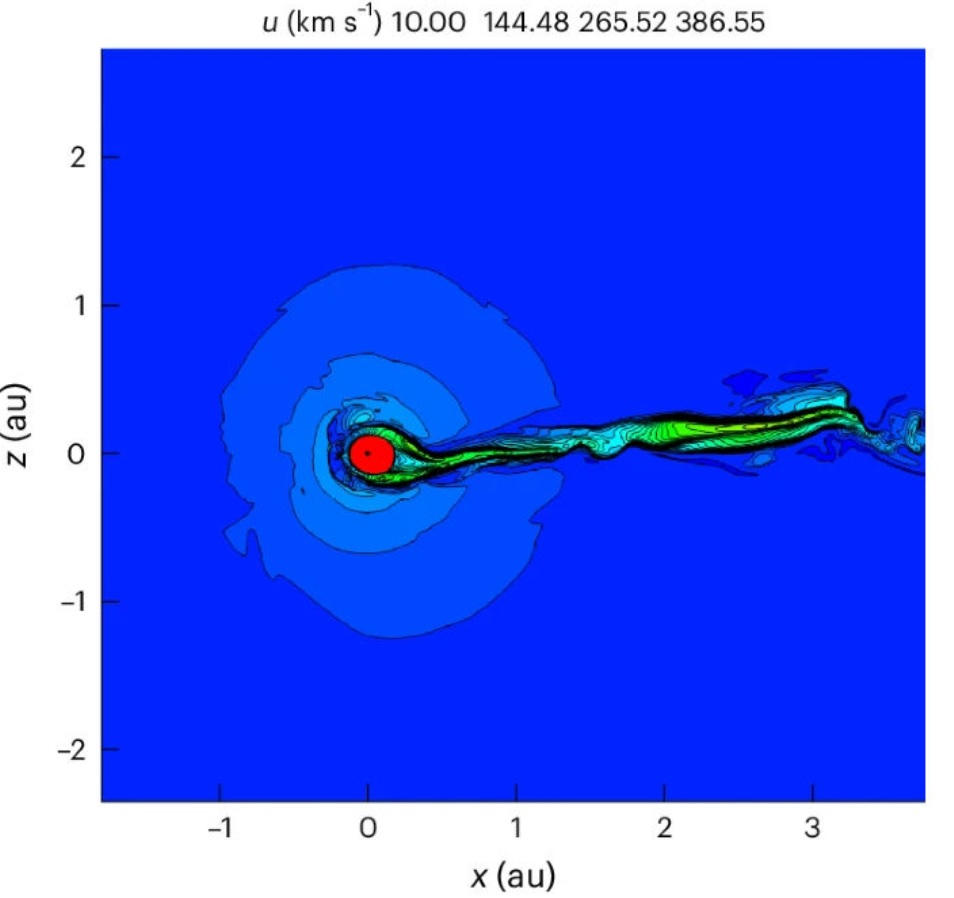 u (km s⁻¹) 10.00 144.48 265.52 386.55
2
1
0
–1
–2
z (au)
–1 0 1 2 3
x (au)